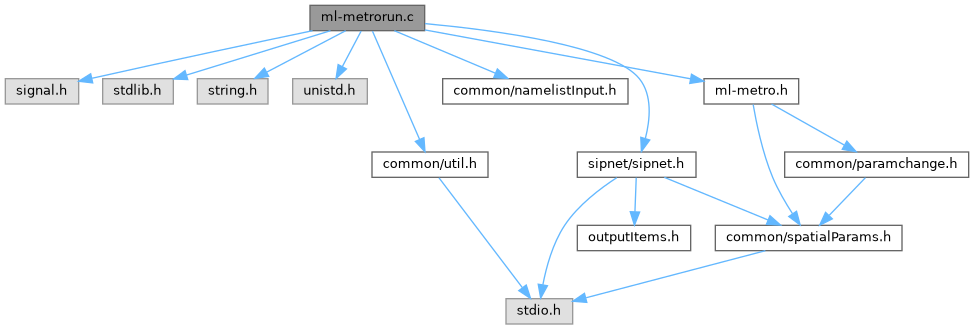 ml-metrorun.c
signal.h
stdlib.h
string.h
unistd.h
common/namelistInput.h
ml-metro.h
common/util.h
sipnet/sipnet.h
common/paramchange.h
outputItems.h
common/spatialParams.h
stdio.h